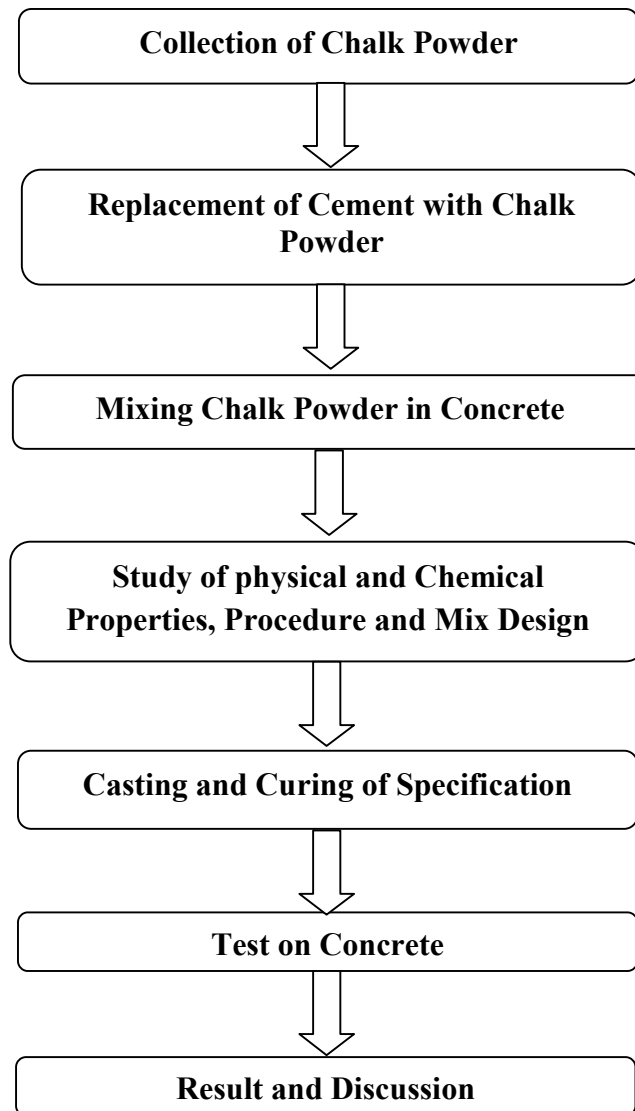 Collection of Chalk Powder
Replacement of Cement with Chalk
Powder
Mixing Chalk Powder in Concrete
Study of physical and Chemical
Properties, Procedure and Mix Design
Casting and Curing of Specification
Test on Concrete
Result and Discussion